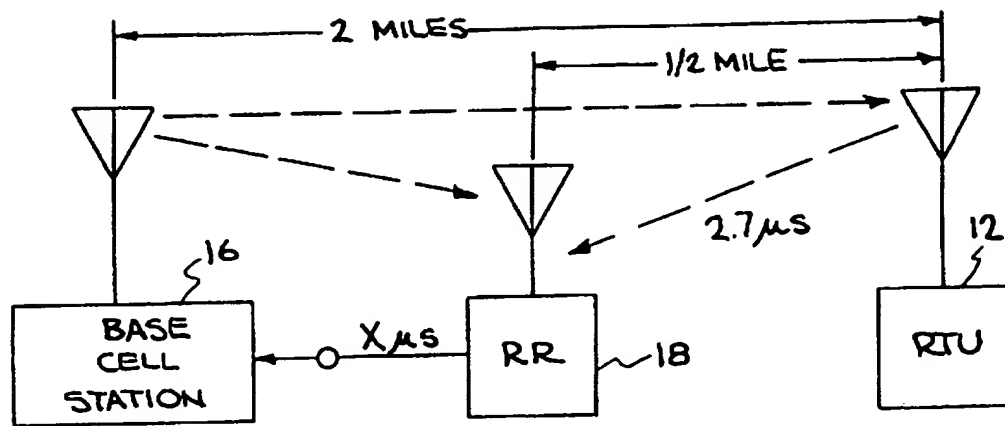 2 MILES
1/2 MILE
2.7μs
16
12
BASE
CELL
STATION
Xμs
RR
18
RTU